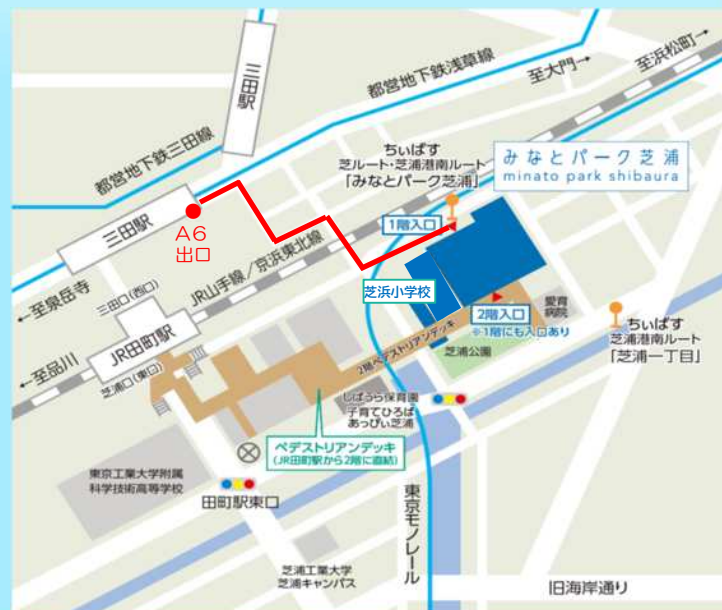 三田駅
都営地下鉄浅草線
至大門→
至浜松町→
都営地下鉄三田線
ちぃばす
芝ルート・芝浦港南ルート
「みなとパーク芝浦」
みなとパーク芝浦
minato park shibaura
三田駅
A6
出口
1階入口
JR山手線/京浜東北線
←至泉岳寺
三田口(西口)
芝浜小学校
2階入口
※1階にも入口あり
愛育
病院
JR田町駅
ちぃばす
芝浦港南ルート
「芝浦一丁目」
←至品川
芝浦口(東口)
2階ペデストリアンデッキ
芝浦公園
しばうら保育園
子育てひろば
あっぴぃ芝浦
ペデストリアンデッキ
(JR田町駅から2階に直結)
東京工業大学附属
科学技術高等学校
田町駅東口
東京モノレール
芝浦工業大学
芝浦キャンパス
旧海岸通り